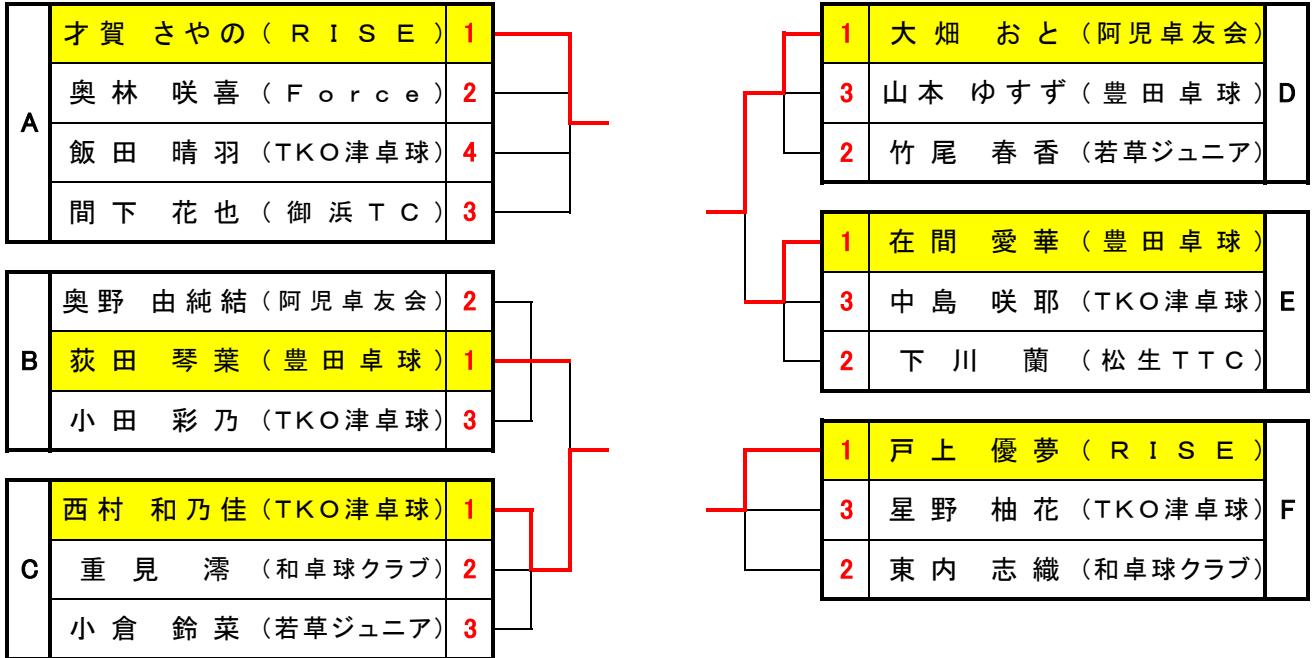 A
才賀 さやの (RISE) 1
奥林 咲喜 (Force) 2
飯田 晴羽 (TKO津卓球) 4
間下 花也 (御浜TC) 3
B
奥野 由純結 (阿児卓友会) 2
荻田 琴葉 (豊田卓球) 1
小田 彩乃 (TKO津卓球) 3
C
西村 和乃佳 (TKO津卓球) 1
重見 澪 (和卓球クラブ) 2
小倉 鈴菜 (若草ジュニア) 3
1 大畑 おと (阿児卓友会)
3 山本 ゆすず (豊田卓球)
2 竹尾 春香 (若草ジュニア)
D
1 在間 愛華 (豊田卓球)
3 中島 咲耶 (TKO津卓球)
2 下川 蘭 (松生TTC)
E
1 戸上 優夢 (RISE)
3 星野 柚花 (TKO津卓球)
2 東内 志織 (和卓球クラブ)
F